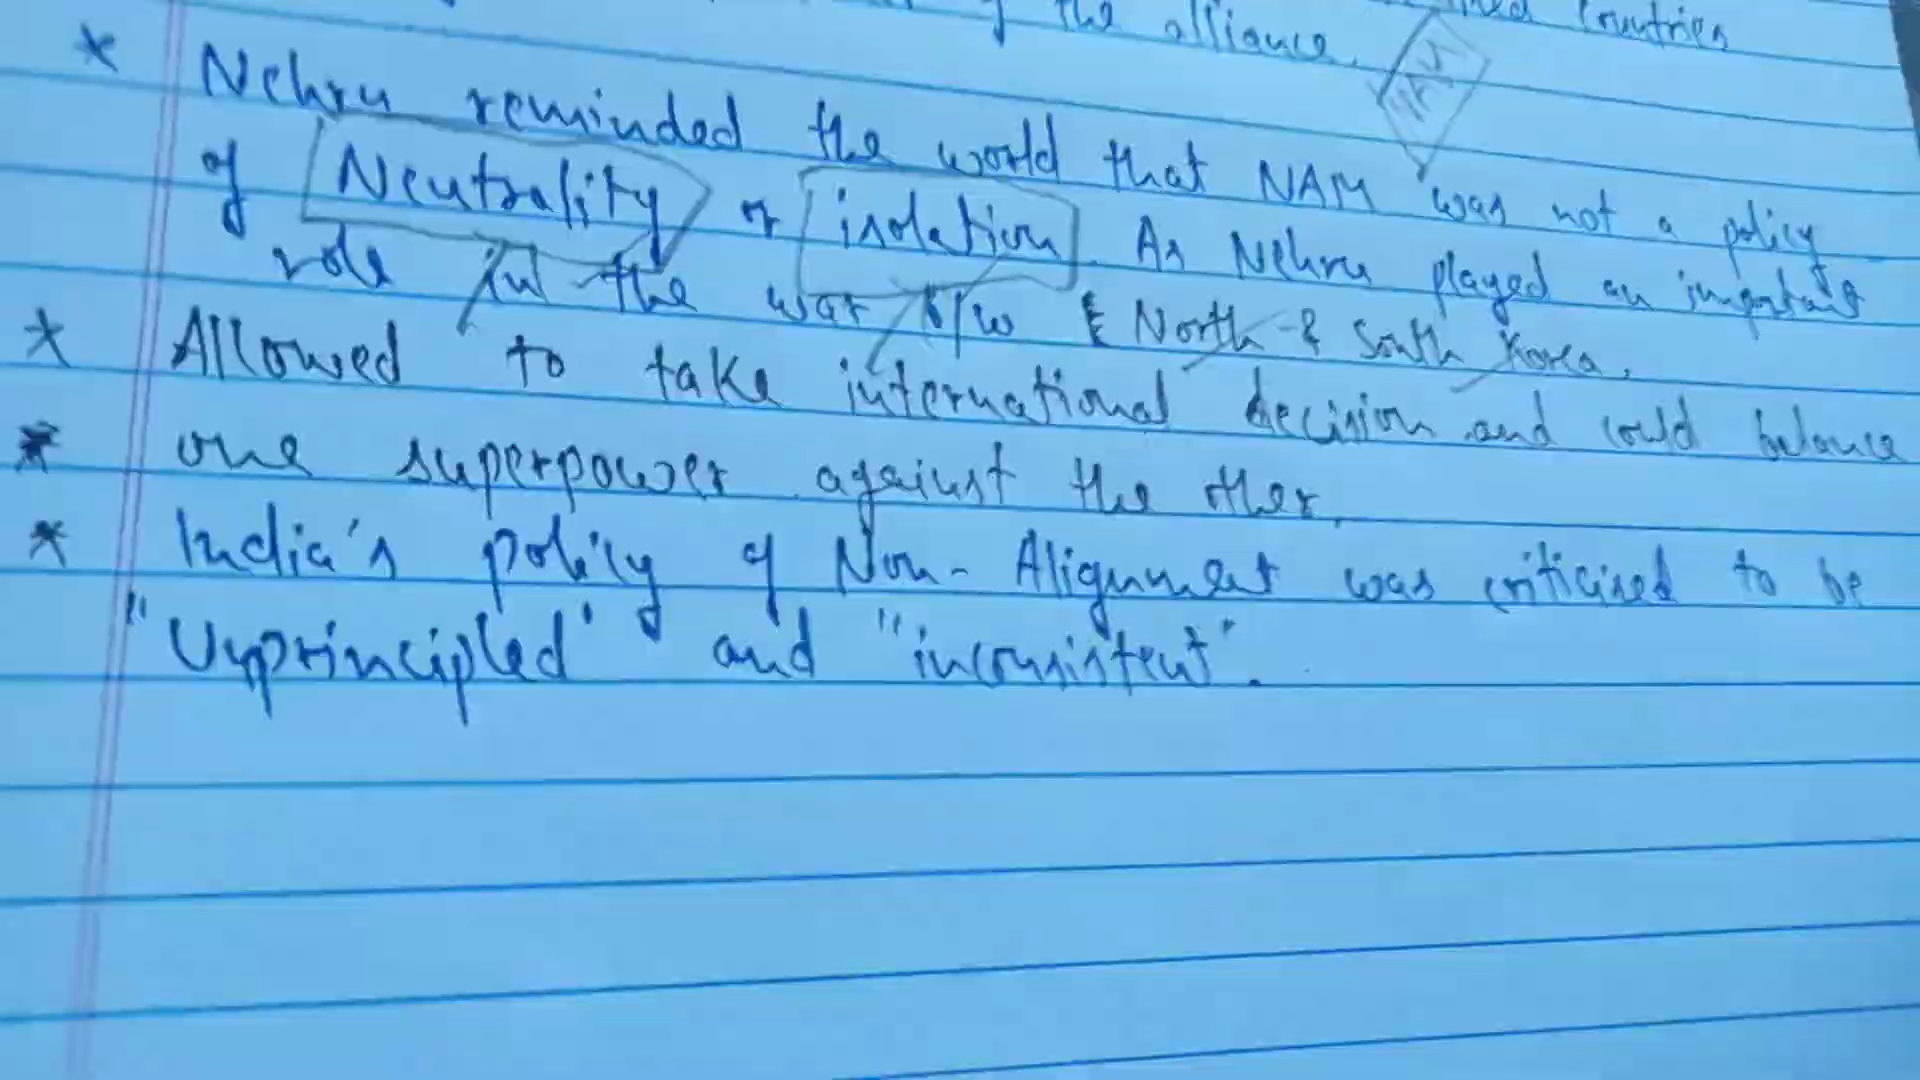 the alliance. Countries
* Nehru reminded the world that NAM was not a policy
of Neutrality or isolation. As Nehru played an important
role in the war b/w North & South Korea.
* Allowed to take international decision and could balance
* one superpower against the other.
* India's policy of Non-Alignment was criticised to be
"Unprincipled" and "inconsistent".